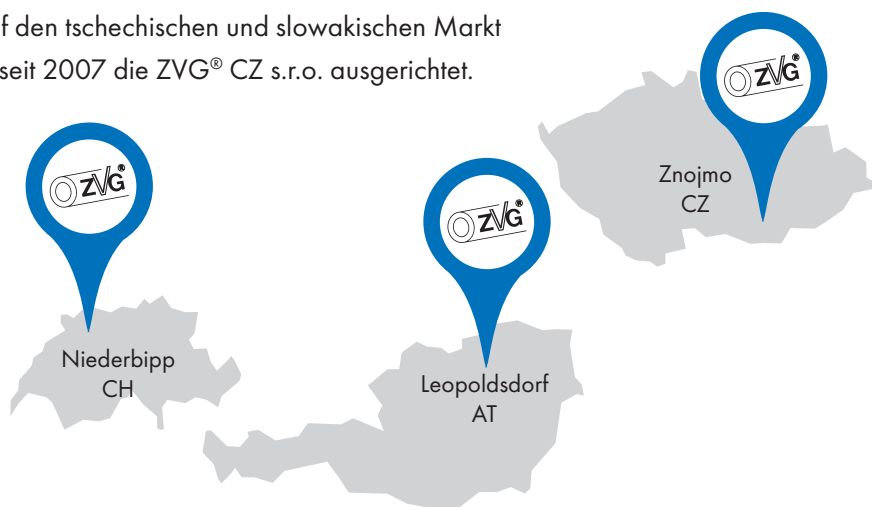 f den tschechischen und slowakischen Markt
seit 2007 die ZVG® CZ s.r.o. ausgerichtet.
ZVG®
Znojmo
CZ
ZVG®
ZVG®
Niederbipp
CH
Leopoldsdorf
AT